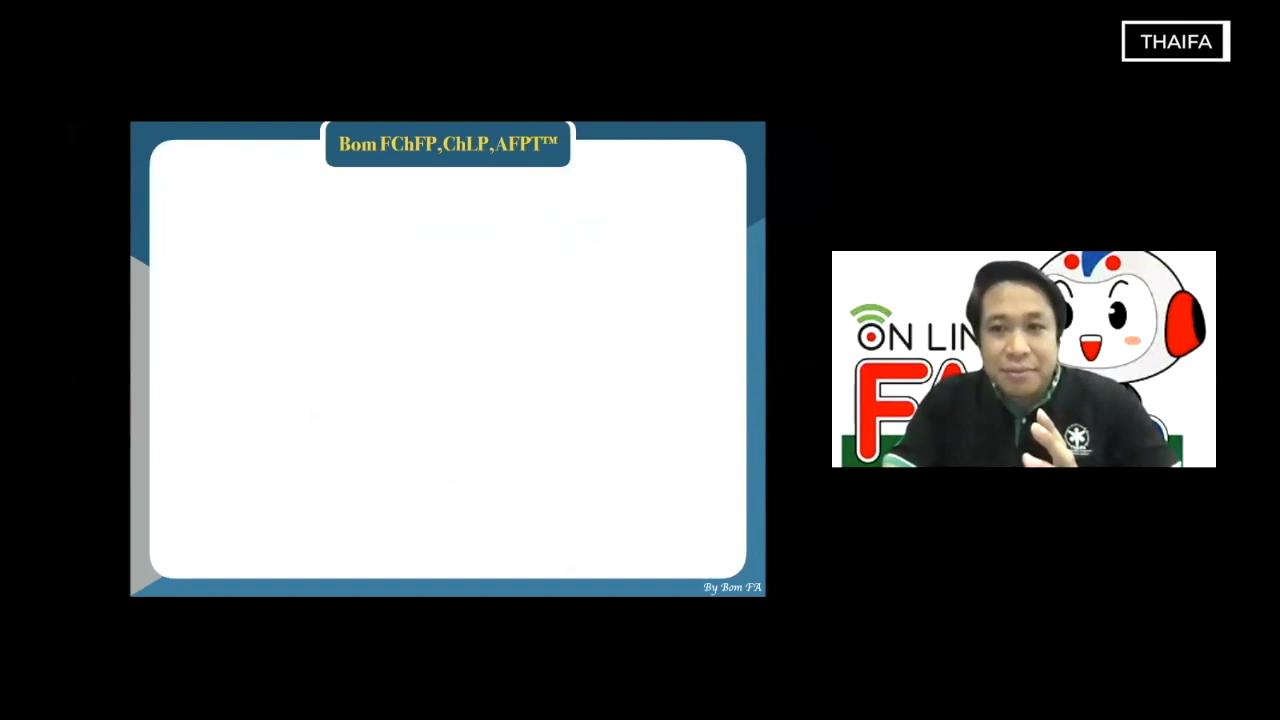 THAIFA
Bom FChFP,ChLP,AFPT™
ON LIN
FA
By Bom FA